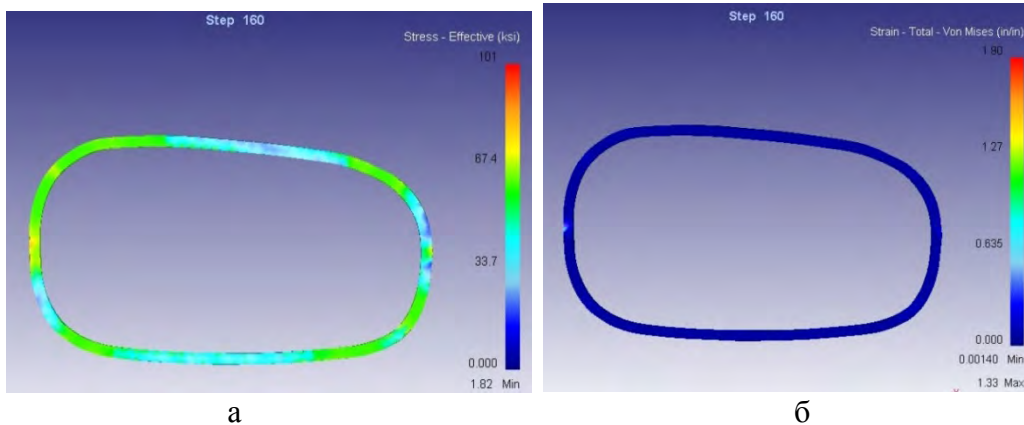 Step 160
Stress - Effective (ksi)
101
67.4
33.7
0.000
1.82 Min
а
Step 160
Strain - Total - Von Mises (in/in)
1.90
1.27
0.635
0.000
0.00140 Min
1.33 Max
б